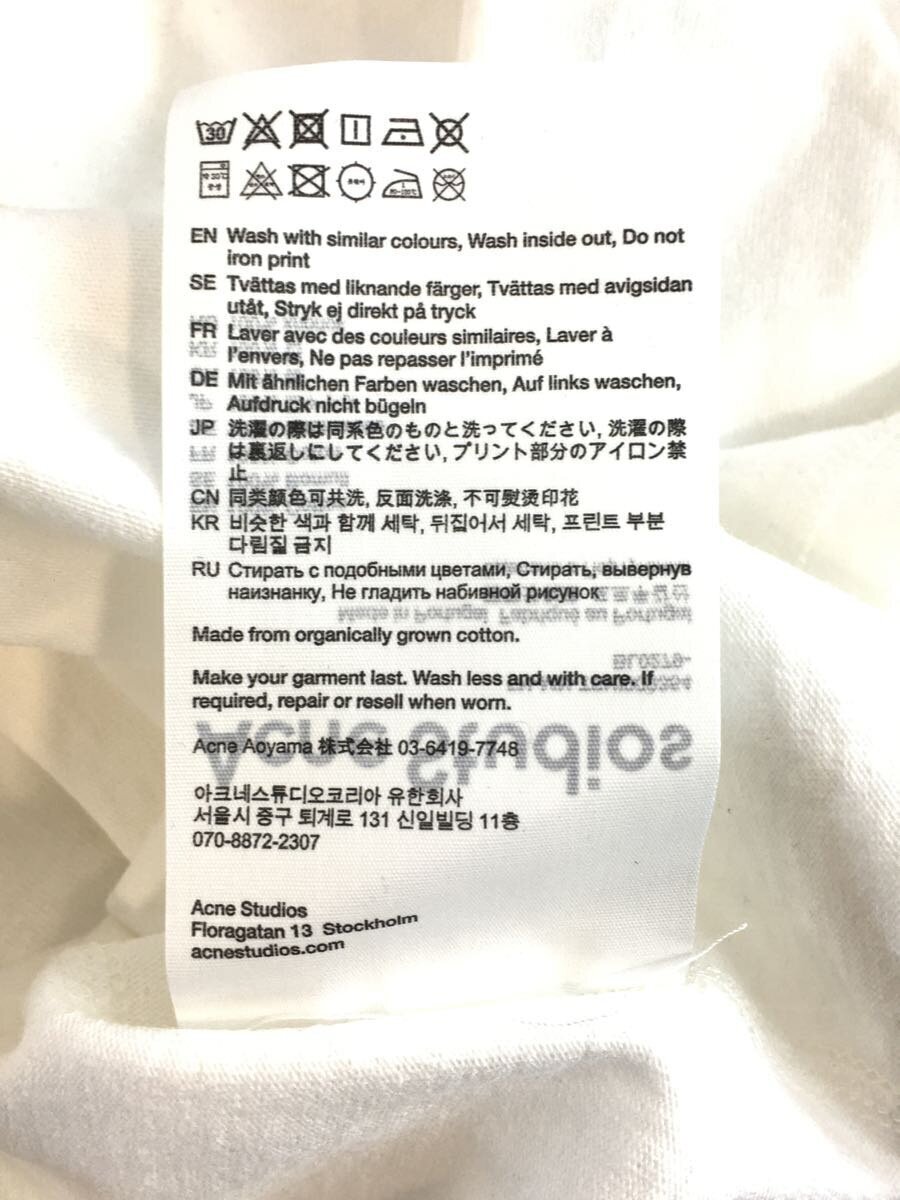 30
EN Wash with similar colours, Wash inside out, Do not
iron print
SE Tvättas med liknande färger, Tvättas med avigsidan
utåt, Stryk ej direkt på tryck
FR Laver avec des couleurs similaires, Laver à
l'envers, Ne pas repasser l'imprimé
DE Mit ähnlichen Farben waschen, Auf links waschen,
Aufdruck nicht bügeln
JP 洗濯の際は同系色のものと洗ってください, 洗濯の際
は裏返しにしてください, プリント部分のアイロン禁
止
CN 同类颜色可共洗, 反面洗涤, 不可熨烫印花
KR 비슷한 색과 함께 세탁, 뒤집어서 세탁, 프린트 부분
다림질 금지
RU Стирать с подобными цветами, Стирать, вывернув
наизнанку, Не гладить набивной рисунок
Made in Portugal Fabriqué au Portugal
Made from organically grown cotton.
Make your garment last. Wash less and with care. If
required, repair or resell when worn.
Acne Studios
Acne Aoyama 株式会社 03-6419-7748
아크네스튜디오코리아 유한회사
서울시 중구 퇴계로 131 신일빌딩 11층
070-8872-2307
Acne Studios
Floragatan 13 Stockholm
acnestudios.com